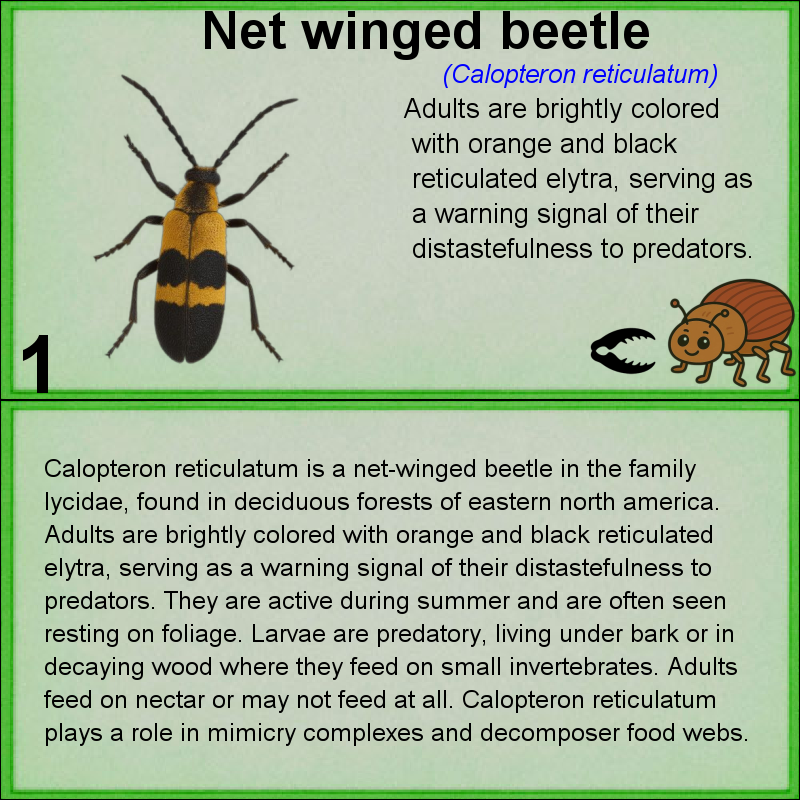 Net winged beetle
(Calopteron reticulatum)
Adults are brightly colored
with orange and black
reticulated elytra, serving as
a warning signal of their
distastefulness to predators.
1
Calopteron reticulatum is a net-winged beetle in the family
lycidae, found in deciduous forests of eastern north america.
Adults are brightly colored with orange and black reticulated
elytra, serving as a warning signal of their distastefulness to
predators. They are active during summer and are often seen
resting on foliage. Larvae are predatory, living under bark or in
decaying wood where they feed on small invertebrates. Adults
feed on nectar or may not feed at all. Calopteron reticulatum
plays a role in mimicry complexes and decomposer food webs.